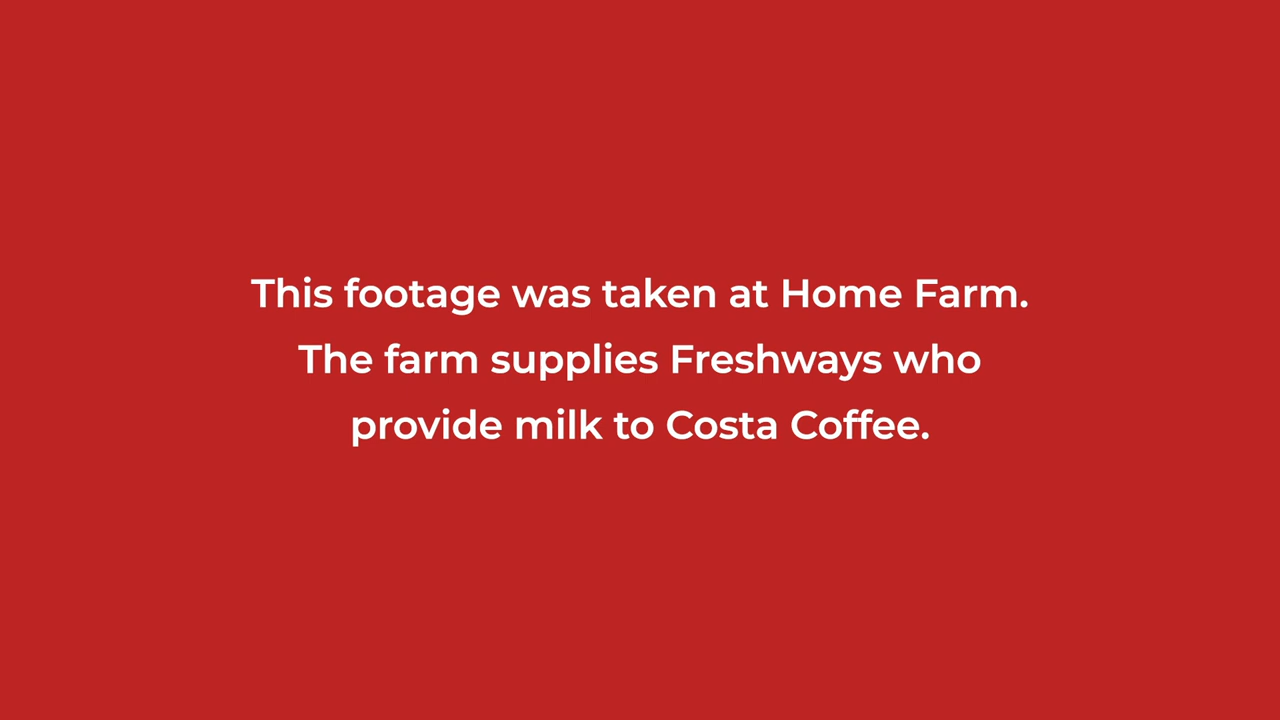 This footage was taken at Home Farm.
The farm supplies Freshways who
provide milk to Costa Coffee.